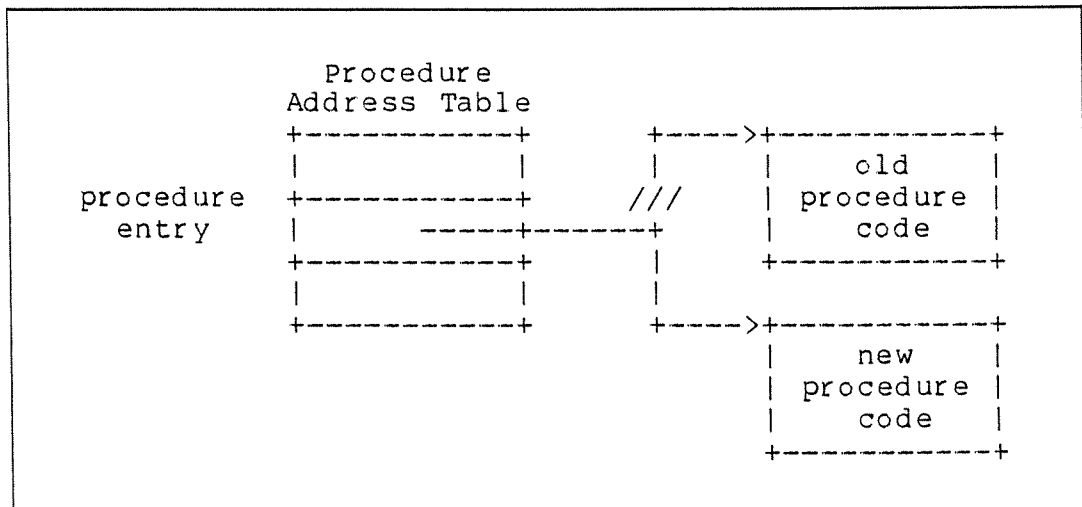 Procedure
Address Table
procedure
entry
old
procedure
code
new
procedure
code